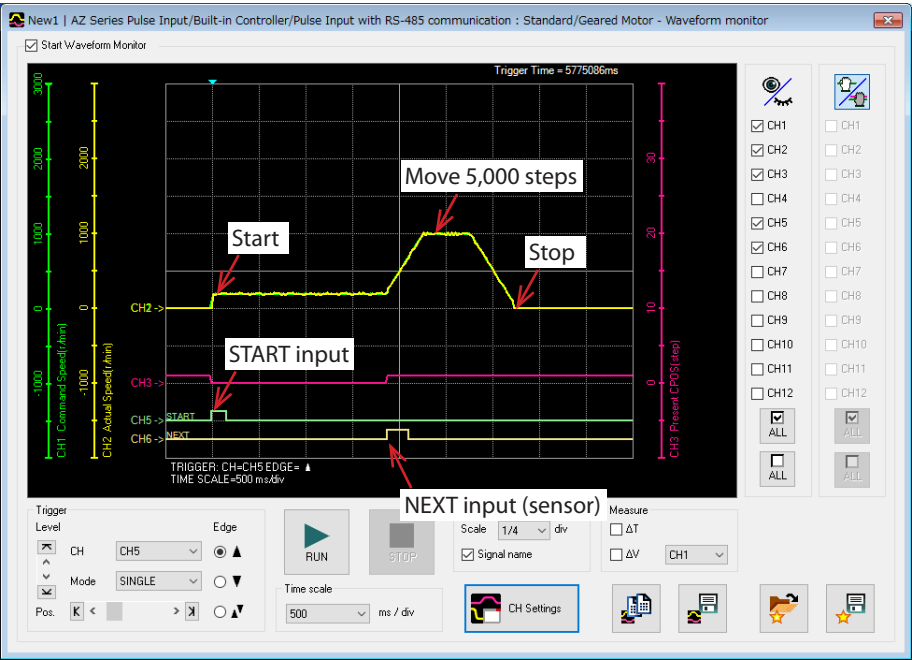 New1 | AZ Series Pulse Input/Built-in Controller/Pulse Input with RS-485 communication : Standard/Geared Motor - Waveform monitor
Start Waveform Monitor
Trigger Time = 5775086ms
3000
2000
1000
0
-1000
CH1 Command Speed[r/min]
3000
2000
1000
0
-1000
CH2 Actual Speed[r/min]
30
20
10
0
CH3 Present CPOS[step]
Move 5,000 steps
Start
Stop
CH2 ->
START input
CH3 ->
CH5 -> START
CH6 -> NEXT
TRIGGER: CH=CH5 EDGE=
TIME SCALE=500 ms/div
NEXT input (sensor)
CH1 CH1
CH2 CH2
CH3 CH3
CH4 CH4
CH5 CH5
CH6 CH6
CH7 CH7
CH8 CH8
CH9 CH9
CH10 CH10
CH11 CH11
CH12 CH12
ALL ALL
ALL ALL
Trigger
Level Edge
CH CH5
Mode SINGLE
Pos.
RUN
STOP
Time scale
500 ms / div
Scale 1/4 div
Signal name
CH Settings
Measure
ΔT
ΔV CH1